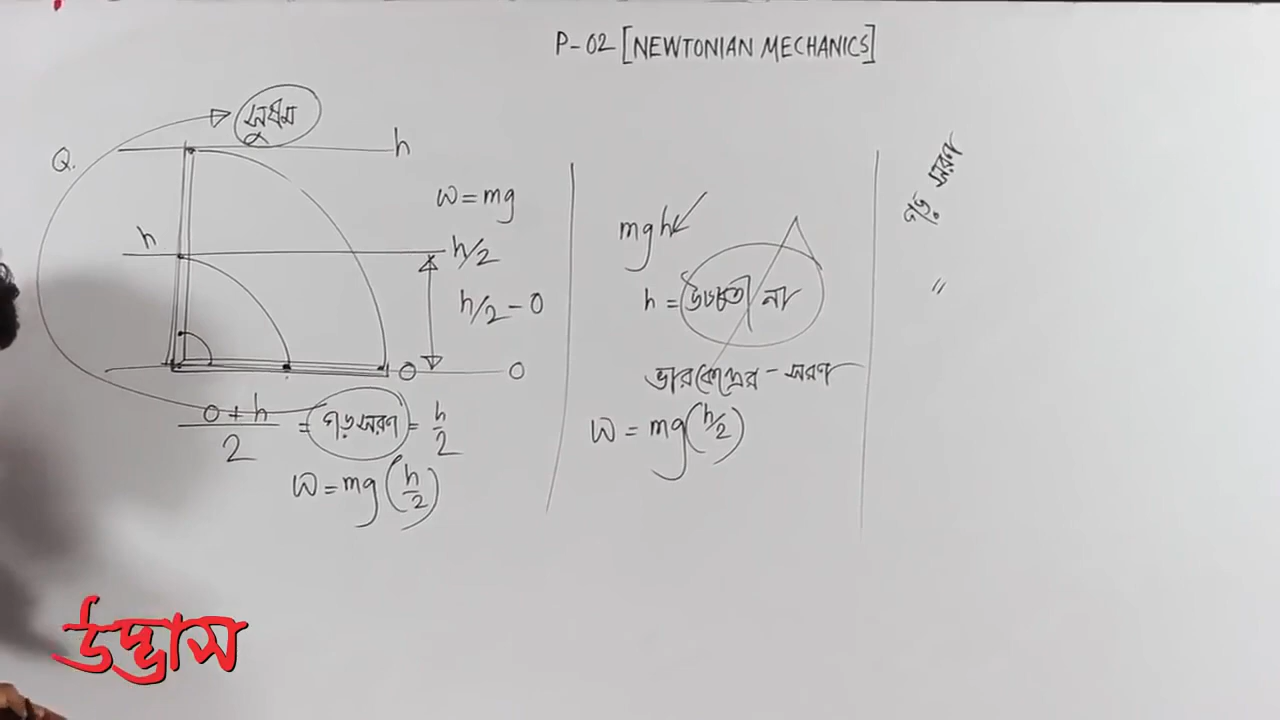 P-02 [NEWTONIAN MECHANICS]
Q.
সুষম
h
h
W = mg
h/2
h/2 - 0
0
0
0 + h / 2 = গড় সরণ = h/2
W = mg (h/2)
mgh
h = উচ্চতা না
ভারকেন্দ্রের - সরণ
W = mg(h/2)
গড় সরণ
"
উদ্ভাস